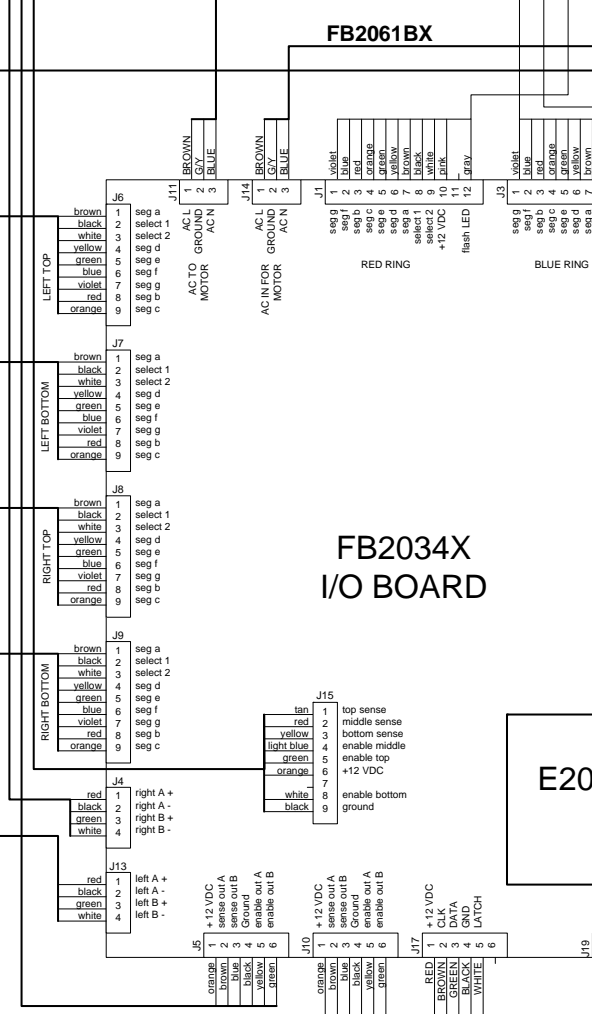 FB2061BX
J11
BROWN
G/Y
BLUE
1
2
3
AC L
GROUND
AC N
AC TO
MOTOR
J14
BROWN
G/Y
BLUE
1
2
3
AC L
GROUND
AC N
AC IN FOR
MOTOR
J1
violet
blue
red
orange
green
yellow
brown
black
white
pink
gray
1
2
3
4
5
6
7
8
9
10
11
12
seg g
seg f
seg b
seg c
seg e
seg d
seg a
select 1
select 2
+12 VDC
flash LED
RED RING
J3
violet
blue
red
orange
green
yellow
brown
1
2
3
4
5
6
7
seg g
seg f
seg b
seg c
seg e
seg d
seg a
BLUE RING
J6
LEFT TOP
brown 1 seg a
black 2 select 1
white 3 select 2
yellow 4 seg d
green 5 seg e
blue 6 seg f
violet 7 seg g
red 8 seg b
orange 9 seg c
J7
LEFT BOTTOM
brown 1 seg a
black 2 select 1
white 3 select 2
yellow 4 seg d
green 5 seg e
blue 6 seg f
violet 7 seg g
red 8 seg b
orange 9 seg c
J8
RIGHT TOP
brown 1 seg a
black 2 select 1
white 3 select 2
yellow 4 seg d
green 5 seg e
blue 6 seg f
violet 7 seg g
red 8 seg b
orange 9 seg c
FB2034X
I/O BOARD
J9
RIGHT BOTTOM
brown 1 seg a
black 2 select 1
white 3 select 2
yellow 4 seg d
green 5 seg e
blue 6 seg f
violet 7 seg g
red 8 seg b
orange 9 seg c
J15
tan 1 top sense
red 2 middle sense
yellow 3 bottom sense
light blue 4 enable middle
green 5 enable top
orange 6 +12 VDC
7
white 8 enable bottom
black 9 ground
E20
J4
red 1 right A +
black 2 right A -
green 3 right B +
white 4 right B -
J13
red 1 left A +
black 2 left A -
green 3 left B +
white 4 left B -
J5
+12 VDC
sense out A
sense out B
Ground
enable out A
enable out B
1
2
3
4
5
6
orange
brown
blue
black
yellow
green
J10
+12 VDC
sense out A
sense out B
Ground
enable out A
enable out B
1
2
3
4
5
6
orange
brown
blue
black
yellow
green
J17
+12 VDC
CLK
DATA
GND
LATCH
1
2
3
4
5
6
RED
BROWN
GREEN
BLACK
WHITE
J19